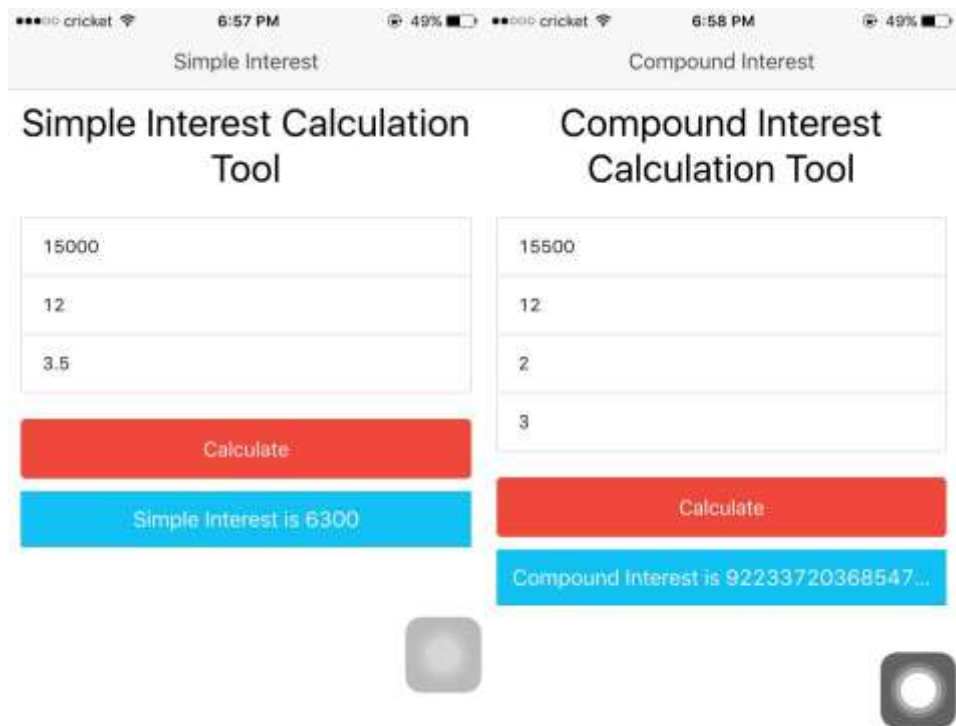 cricket 6:57 PM 49%
Simple Interest
Simple Interest Calculation
Tool
15000
12
3.5
Calculate
Simple Interest is 6300
cricket 6:58 PM 49%
Compound Interest
Compound Interest
Calculation Tool
15500
12
2
3
Calculate
Compound Interest is 92233720368547...